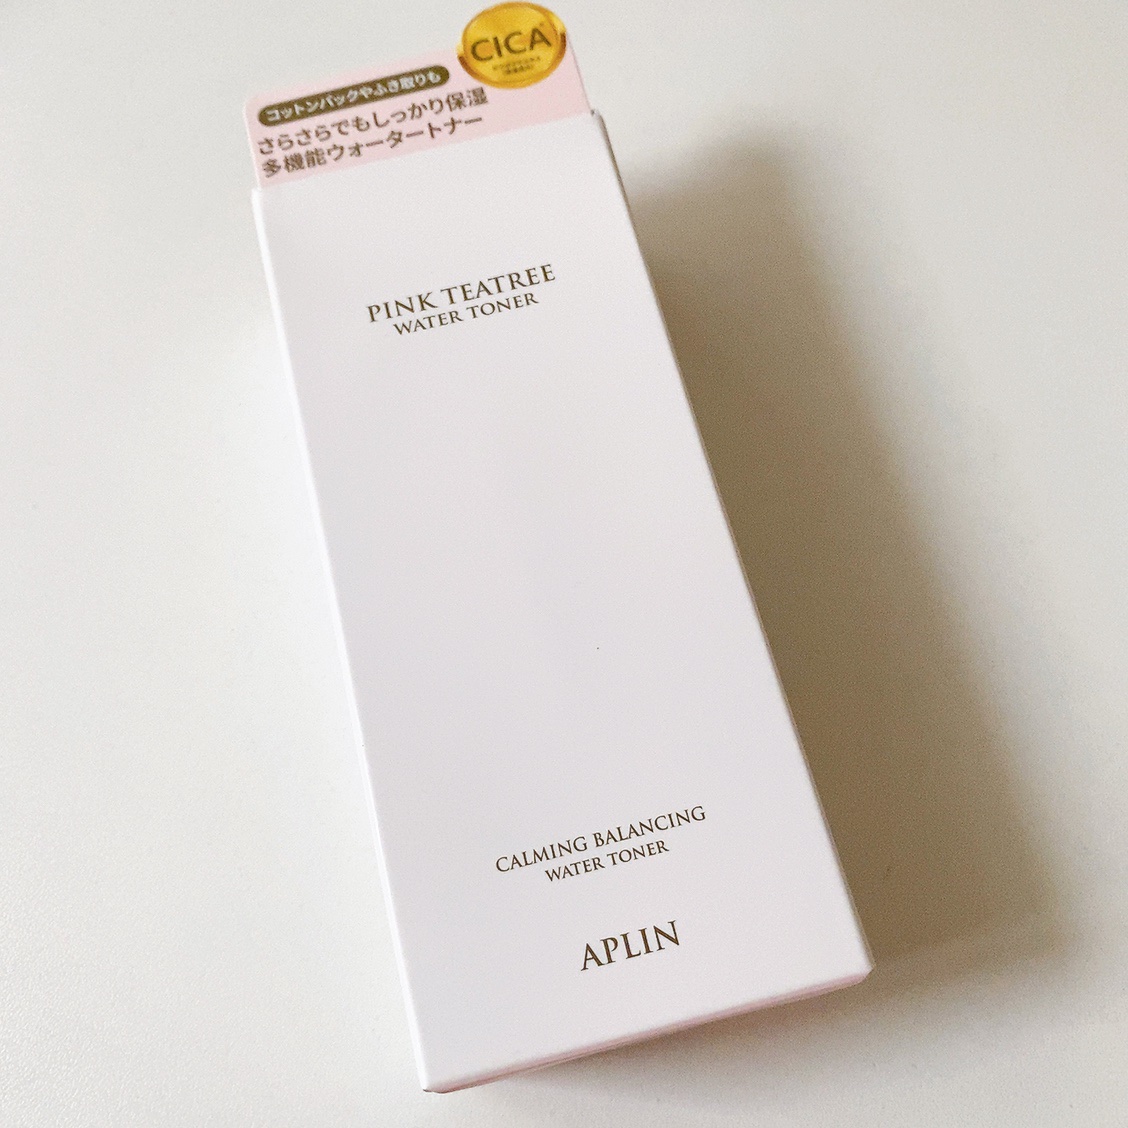 CICA
コットンパックやふき取りも
さらさらでもしっかり保湿
多機能ウォータートナー
PINK TEATREE
WATER TONER
CALMING BALANCING
WATER TONER
APLIN